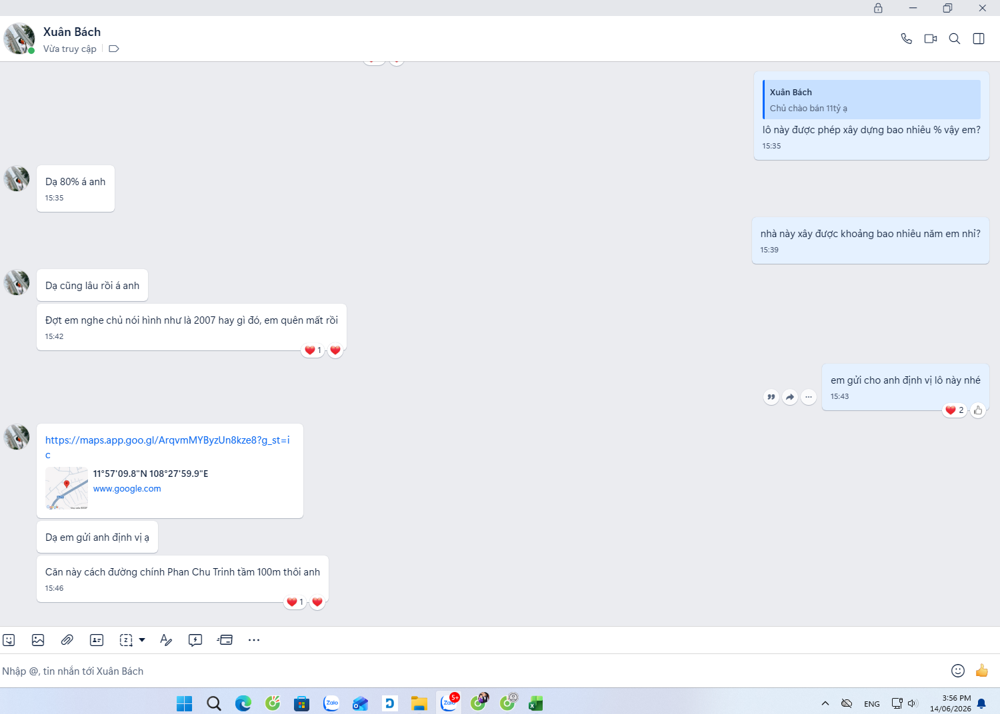 Xuân Bách
Vừa truy cập
Xuân Bách
Chủ chào bán 11tỷ ạ
lô này được phép xây dựng bao nhiêu % vậy em?
15:35
Dạ 80% á anh
15:35
nhà này xây được khoảng bao nhiêu năm em nhỉ?
15:39
Dạ cũng lâu rồi á anh
Đợt em nghe chủ nói hình như là 2007 hay gì đó, em quên mất rồi
15:42
1
em gửi cho anh định vị lô này nhé
15:43
2
https://maps.app.goo.gl/ArqvmMYByzUn8kze8?g_st=i
c
11°57'09.8"N 108°27'59.9"E
www.google.com
Google
Dạ em gửi anh định vị ạ
Căn này cách đường chính Phan Chu Trinh tầm 100m thôi anh
15:46
1
Nhập @, tin nhắn tới Xuân Bách
Zalo
Zalo
5+
ENG
3:56 PM
14/06/2026